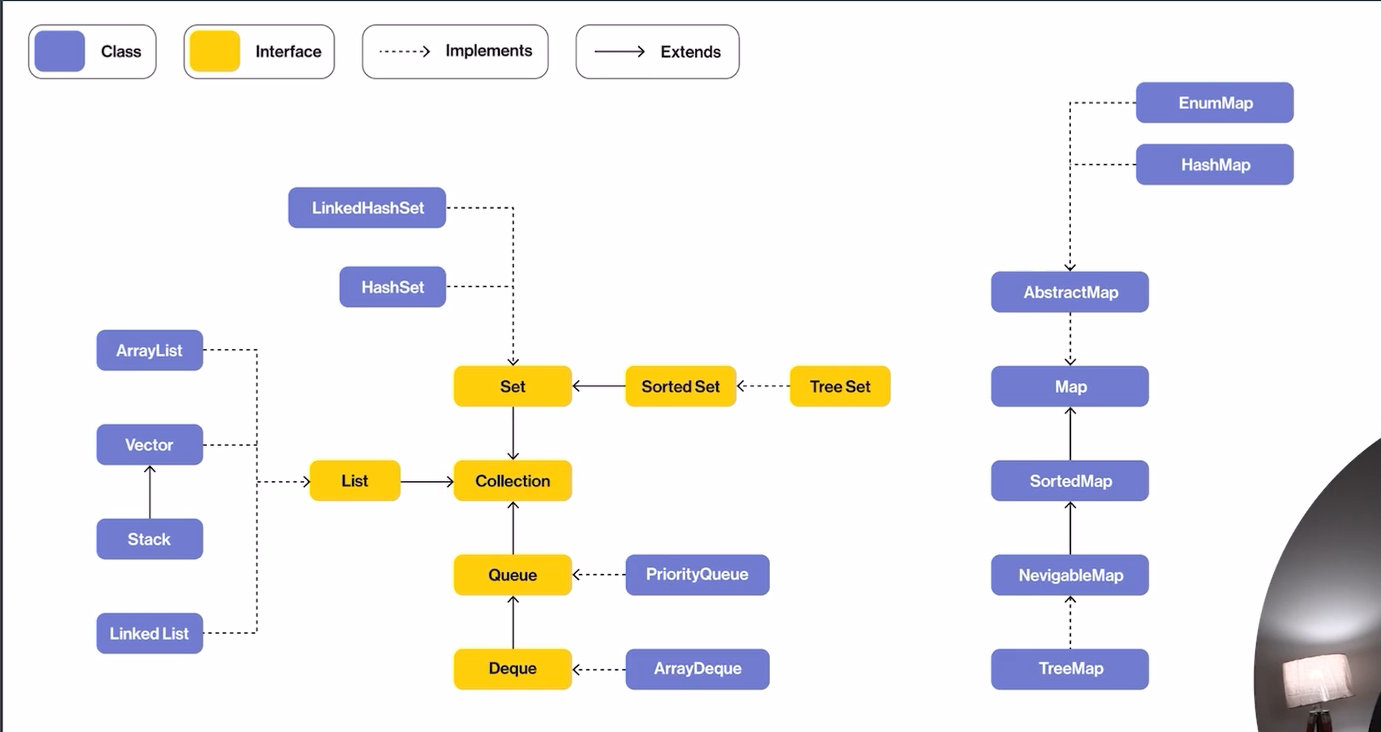 Class
Interface
Implements
Extends
EnumMap
HashMap
LinkedHashSet
HashSet
AbstractMap
ArrayList
Set
Sorted Set
Tree Set
Map
Vector
List
Collection
SortedMap
Stack
Queue
PriorityQueue
NevigableMap
Linked List
Deque
ArrayDeque
TreeMap